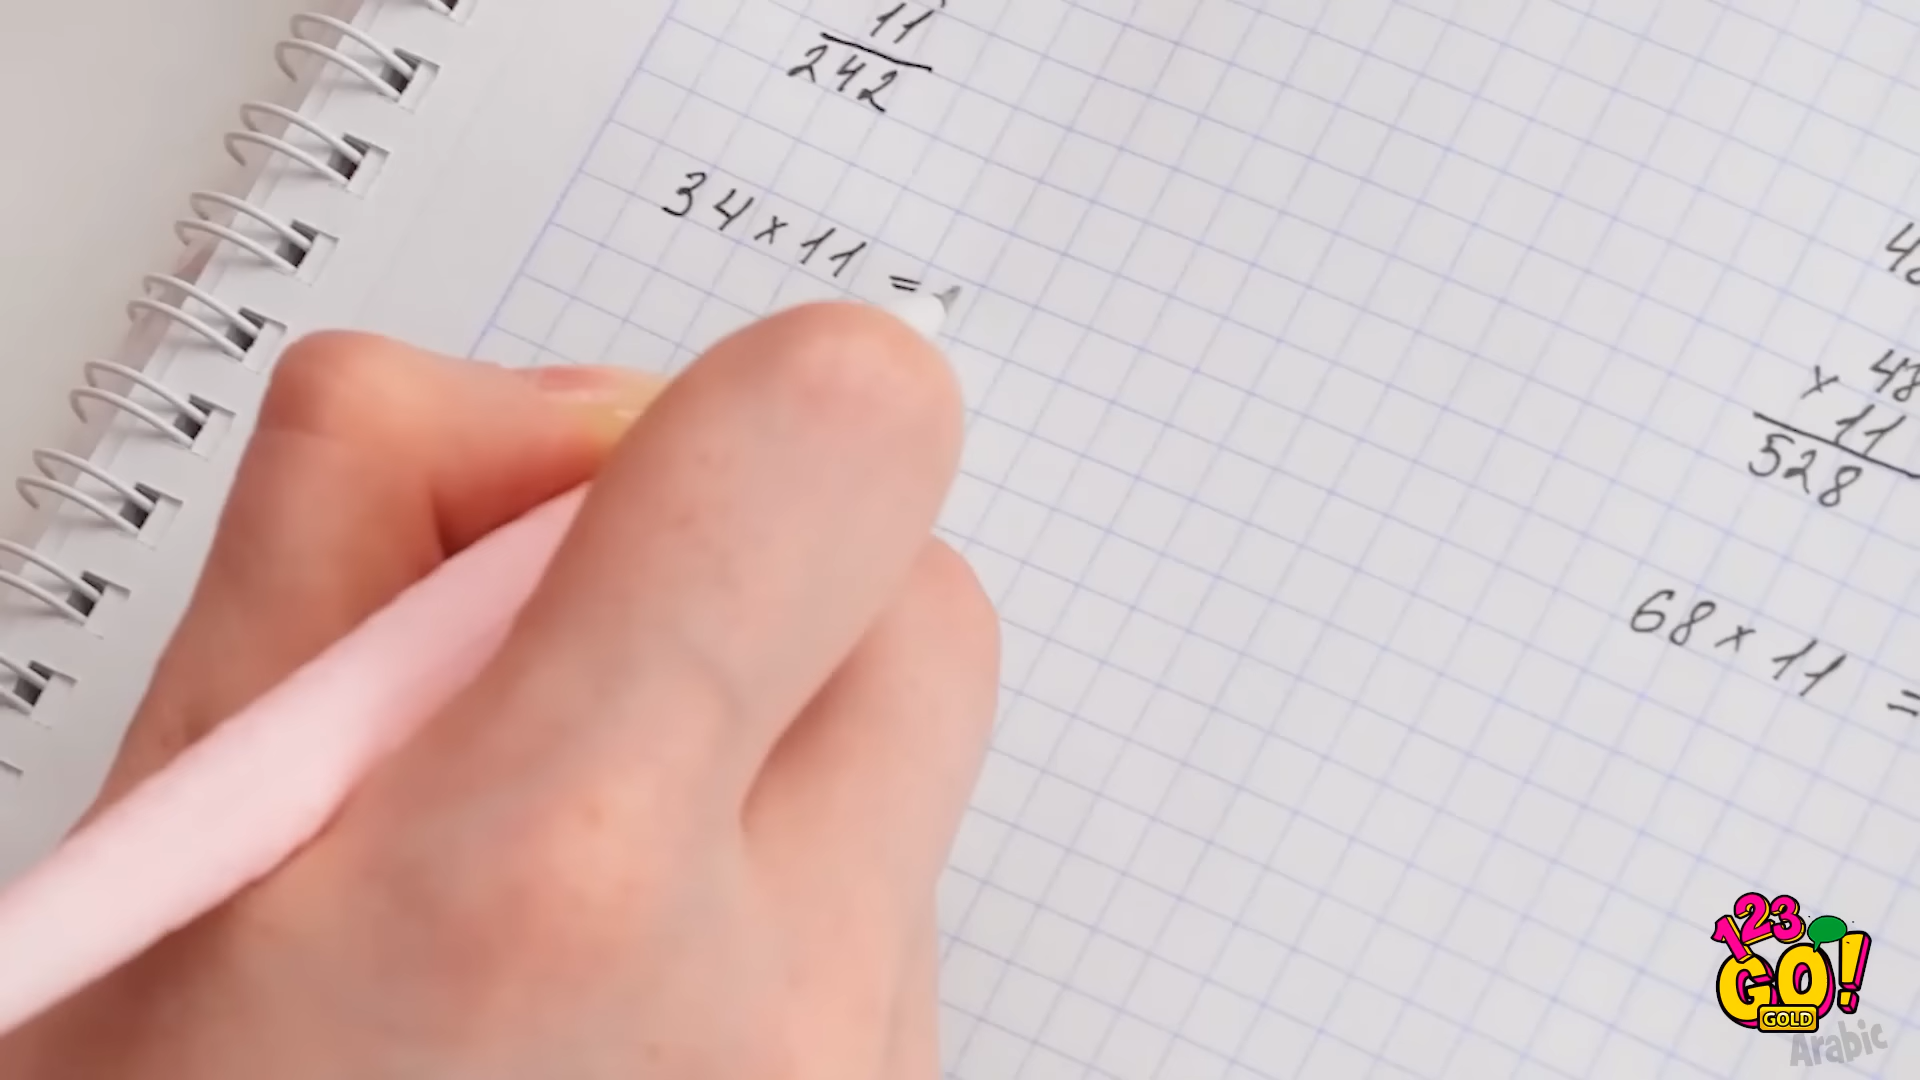 11
242
34 × 11 =
48
× 11
528
68 × 11 =
123
GO!
GOLD
Arabic